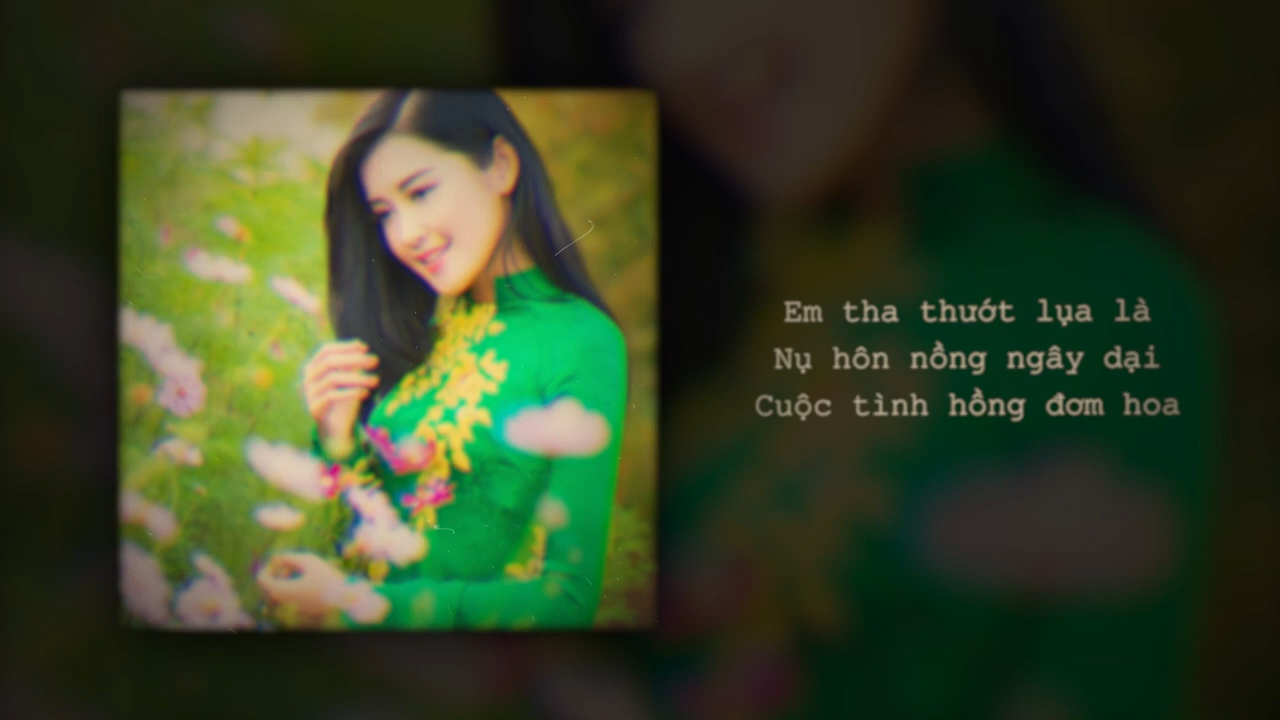 Em tha thướt lụa là
Nụ hôn nồng ngây dại
Cuộc tình hồng đơm hoa